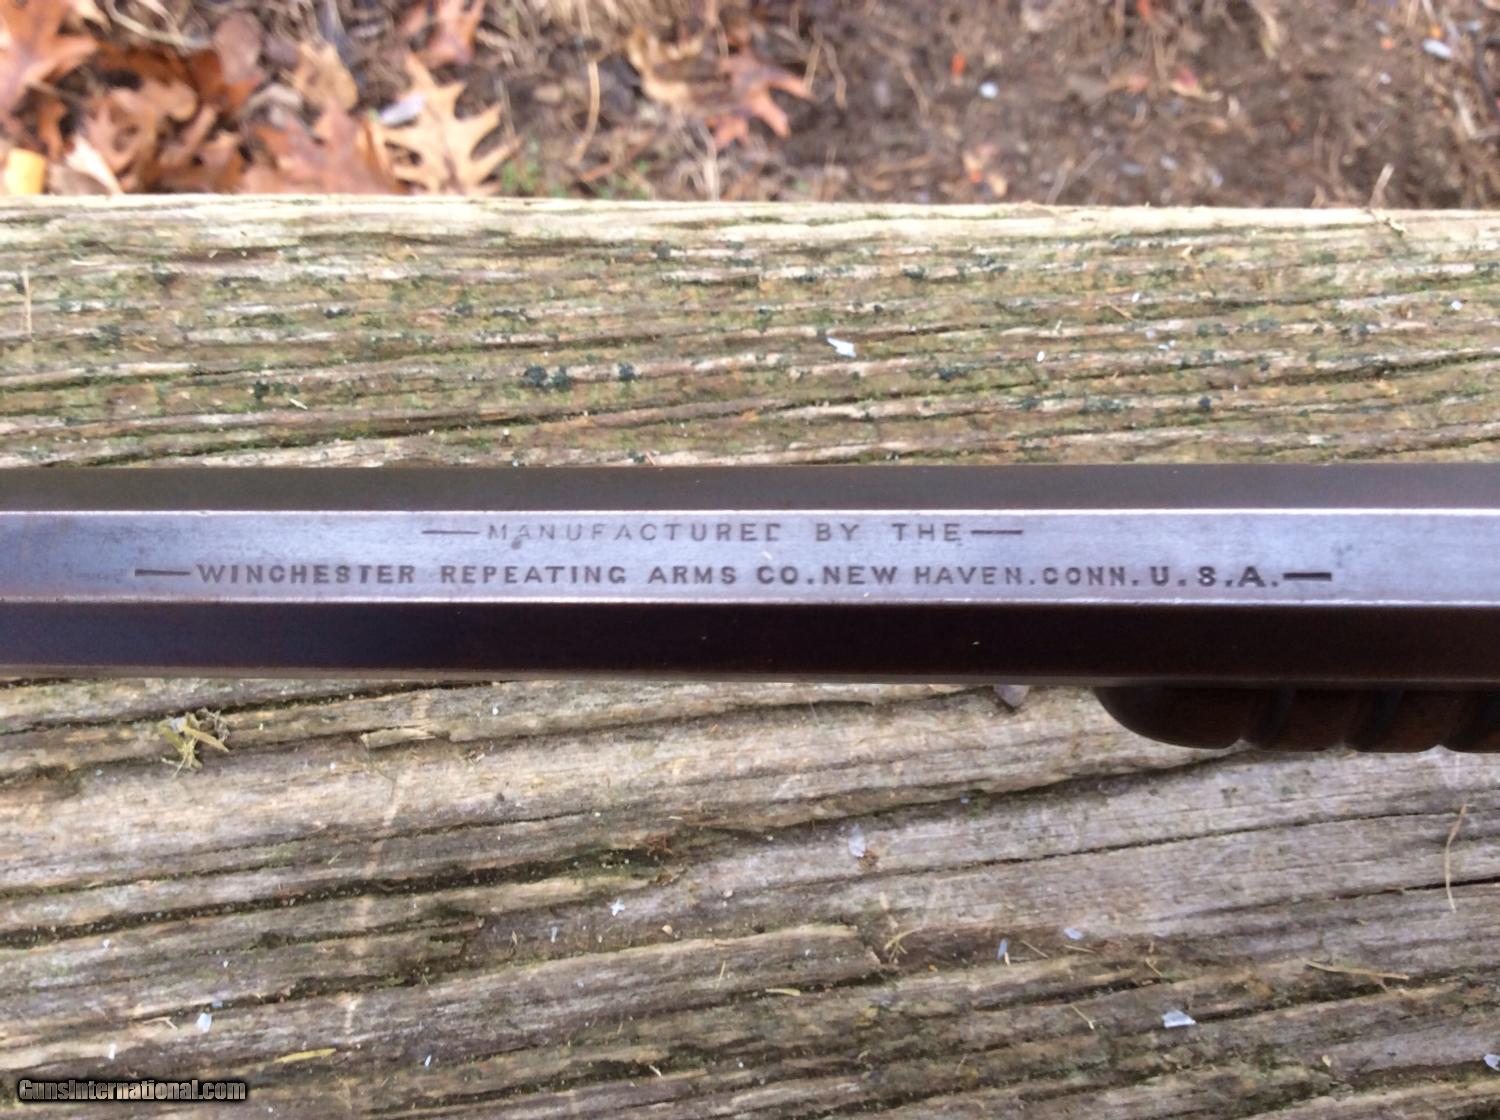 —MANUFACTURED BY THE—
—WINCHESTER REPEATING ARMS CO. NEW HAVEN. CONN. U.S.A.—
GunsInternational.com